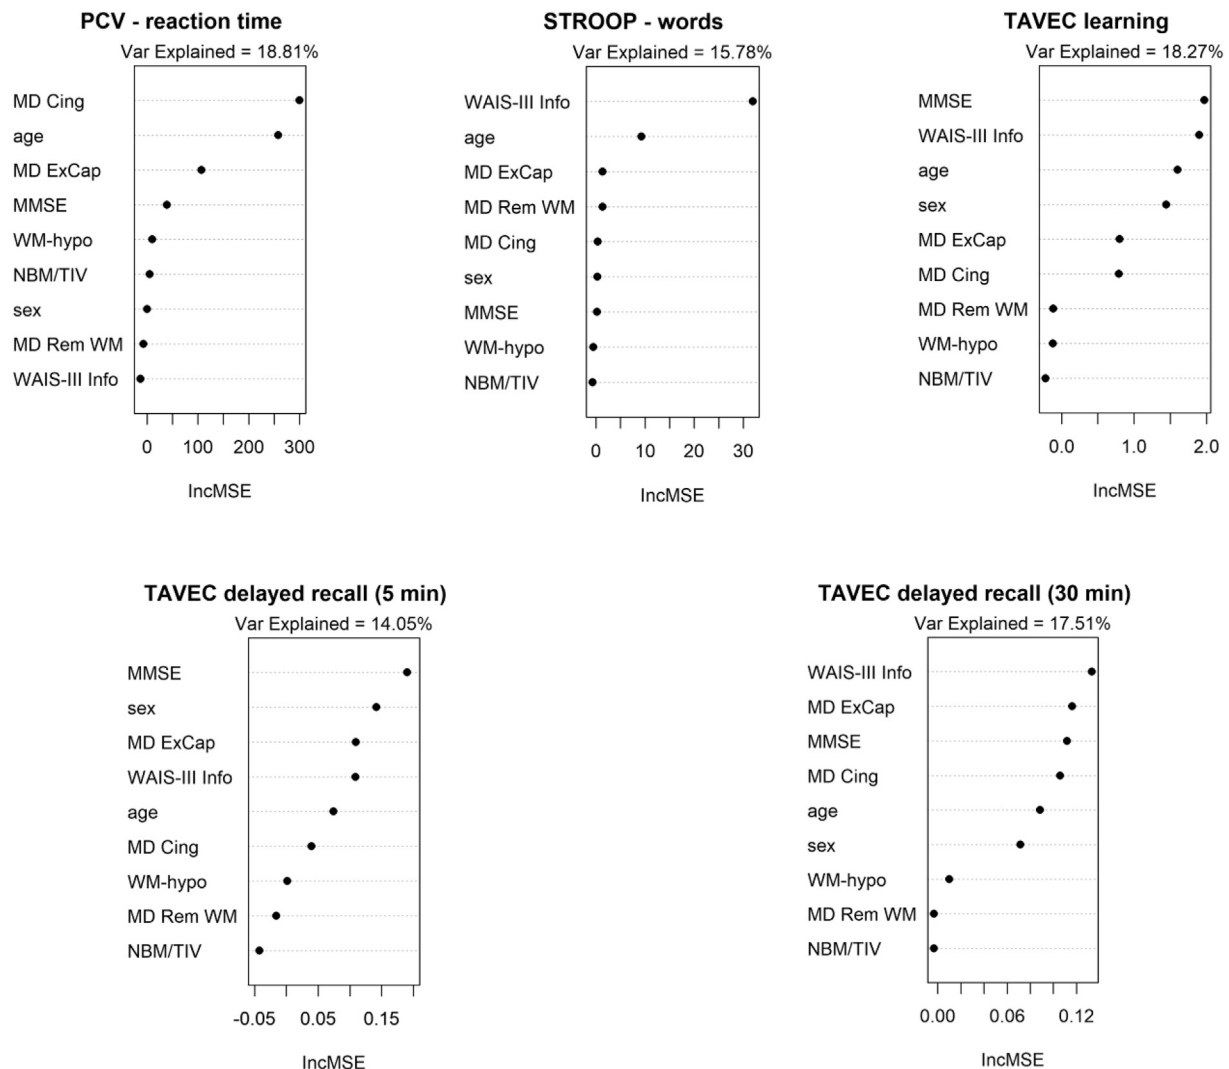 PCV - reaction time
Var Explained = 18.81%
MD Cing
age
MD ExCap
MMSE
WM-hypo
NBM/TIV
sex
MD Rem WM
WAIS-III Info
0 100 200 300
IncMSE
STROOP - words
Var Explained = 15.78%
WAIS-III Info
age
MD ExCap
MD Rem WM
MD Cing
sex
MMSE
WM-hypo
NBM/TIV
0 10 20 30
IncMSE
TAVEC learning
Var Explained = 18.27%
MMSE
WAIS-III Info
age
sex
MD ExCap
MD Cing
MD Rem WM
WM-hypo
NBM/TIV
0.0 1.0 2.0
IncMSE
TAVEC delayed recall (5 min)
Var Explained = 14.05%
MMSE
sex
MD ExCap
WAIS-III Info
age
MD Cing
WM-hypo
MD Rem WM
NBM/TIV
-0.05 0.05 0.15
IncMSE
TAVEC delayed recall (30 min)
Var Explained = 17.51%
WAIS-III Info
MD ExCap
MMSE
MD Cing
age
sex
WM-hypo
MD Rem WM
NBM/TIV
0.00 0.06 0.12
IncMSE